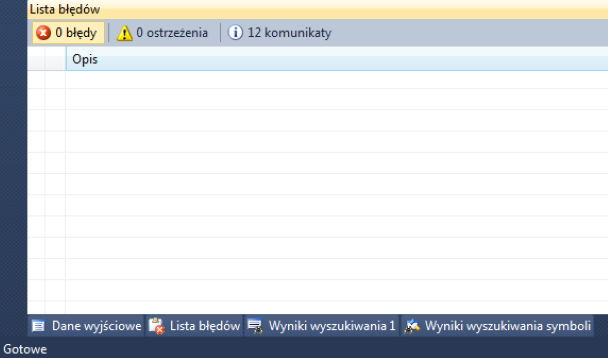 Lista błędów
0 błędy 0 ostrzeżenia 12 komunikaty
Opis
Dane wyjściowe Lista błędów Wyniki wyszukiwania 1 Wyniki wyszukiwania symboli
Gotowe